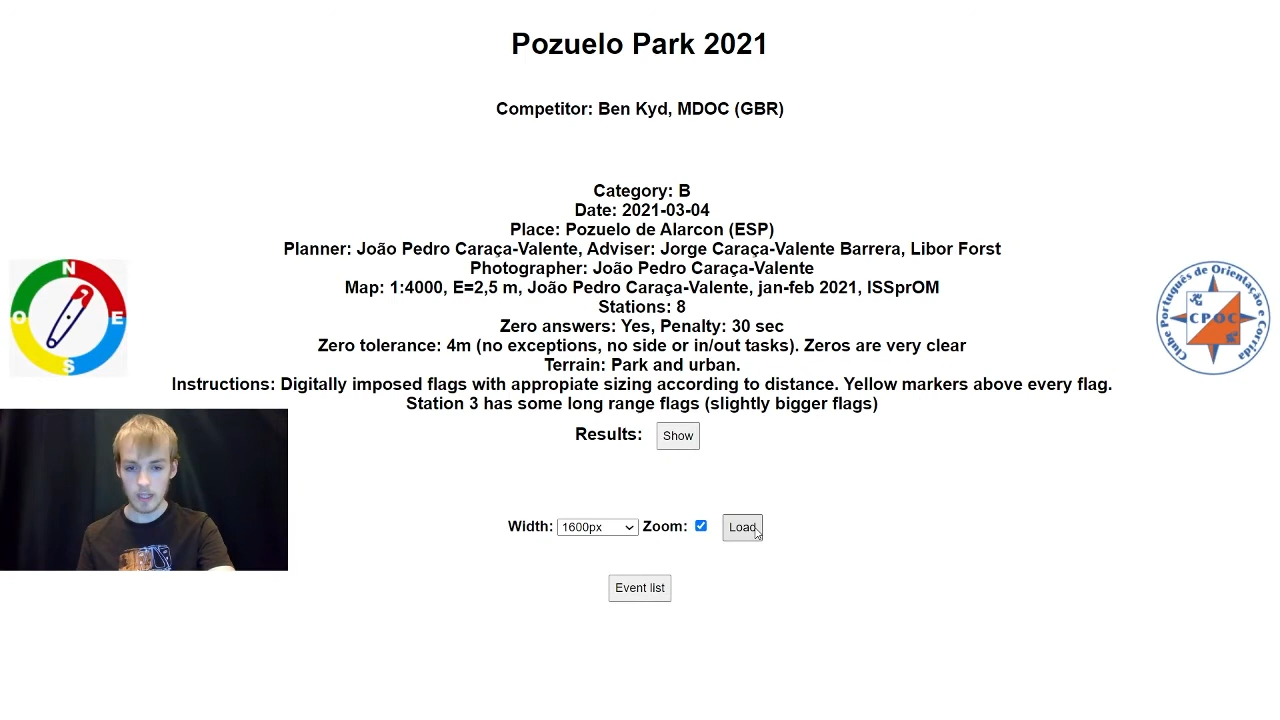 Pozuelo Park 2021
Competitor: Ben Kyd, MDOC (GBR)
Category: B
Date: 2021-03-04
Place: Pozuelo de Alarcon (ESP)
Planner: João Pedro Caraça-Valente, Adviser: Jorge Caraça-Valente Barrera, Libor Forst
Photographer: João Pedro Caraça-Valente
Map: 1:4000, E=2,5 m, João Pedro Caraça-Valente, jan-feb 2021, ISSprOM
Stations: 8
Zero answers: Yes, Penalty: 30 sec
Zero tolerance: 4m (no exceptions, no side or in/out tasks). Zeros are very clear
Terrain: Park and urban.
Instructions: Digitally imposed flags with appropiate sizing according to distance. Yellow markers above every flag.
Station 3 has some long range flags (slightly bigger flags)
N
O E
S
Clube Português de Orientação e Corrida
CPOC
Results: Show
Width: 1600px Zoom: Load
Event list